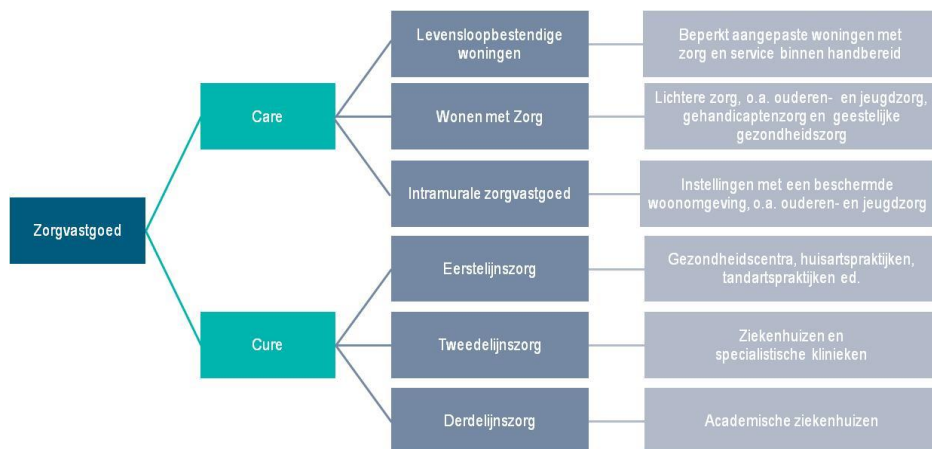 Zorgvastgoed
Care
Levensloopbestendige
woningen
Beperkt aangepaste woningen met
zorg en service binnen handbereid
Wonen met Zorg
Lichtere zorg, o.a. ouderen- en jeugdzorg,
gehandicaptenzorg en geestelijke
gezondheidszorg
Intramurale zorgvastgoed
Instellingen met een beschermde
woonomgeving, o.a. ouderen- en jeugdzorg
Cure
Eerstelijnszorg
Gezondheidscentra, huisartspraktijken,
tandartspraktijken ed.
Tweedelijnszorg
Ziekenhuizen en
specialistische klinieken
Derdelijnszorg
Academische ziekenhuizen